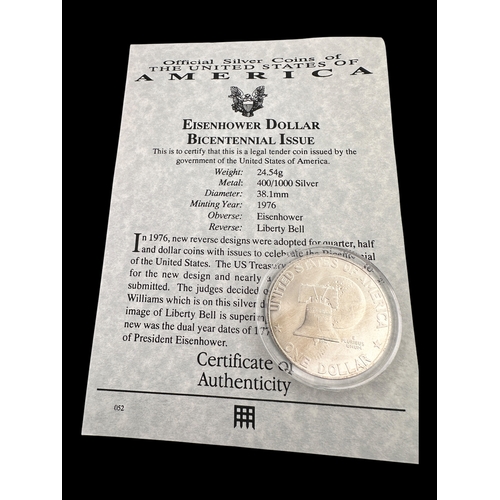 Official Silver Coins of
THE UNITED STATES OF
AMERICA
EISENHOWER DOLLAR
BICENTENNIAL ISSUE
This is to certify that this is a legal tender coin issued by the
government of the United States of America.
Weight: 24.54g
Metal: 400/1000 Silver
Diameter: 38.1mm
Minting Year: 1976
Obverse: Eisenhower
Reverse: Liberty Bell
In 1976, new reverse designs were adopted for quarter, half
and dollar coins with issues to celebrate the
of the United States. The US
for the new design and nearly a
submitted. The judges decided
Williams which is on this silver
image of Liberty Bell is
new was the dual year dates of
of President Eisenhower.
Certificate of
Authenticity
052
UNITED STATES OF AMERICA
E PLURIBUS
UNUM
ONE DOLLAR